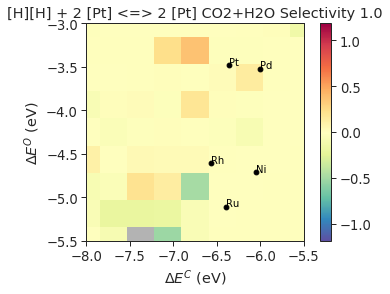 [H][H] + 2 [Pt] <=> 2 [Pt] CO2+H2O Selectivity 1.0
−3.0
−3.5
−4.0
−4.5
−5.0
−5.5
ΔE^O (eV)
Pt
Pd
Rh
Ni
Ru
−8.0 −7.5 −7.0 −6.5 −6.0 −5.5
ΔE^C (eV)
1.0
0.5
0.0
−0.5
−1.0